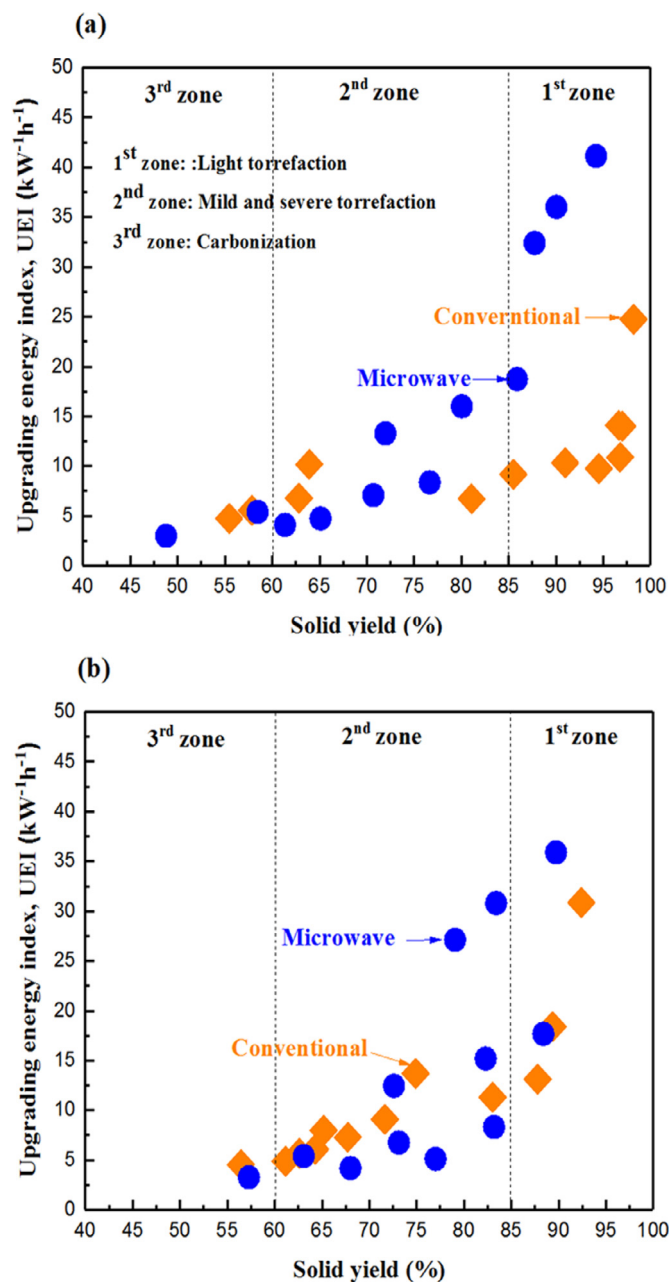 (a)
Upgrading energy index, UEI (kW⁻¹h⁻¹)
50
45
40
35
30
25
20
15
10
5
0
3rd zone
2nd zone
1st zone
1st zone: :Light torrefaction
2nd zone: Mild and severe torrefaction
3rd zone: Carbonization
Converntional
Microwave
40 45 50 55 60 65 70 75 80 85 90 95 100
Solid yield (%)
(b)
Upgrading energy index, UEI (kW⁻¹h⁻¹)
50
45
40
35
30
25
20
15
10
5
0
3rd zone
2nd zone
1st zone
Microwave
Conventional
40 45 50 55 60 65 70 75 80 85 90 95 100
Solid yield (%)